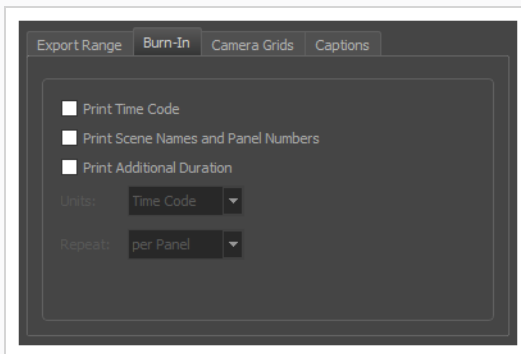 Export Range Burn-In Camera Grids Captions
Print Time Code
Print Scene Names and Panel Numbers
Print Additional Duration
Units: Time Code
Repeat: per Panel